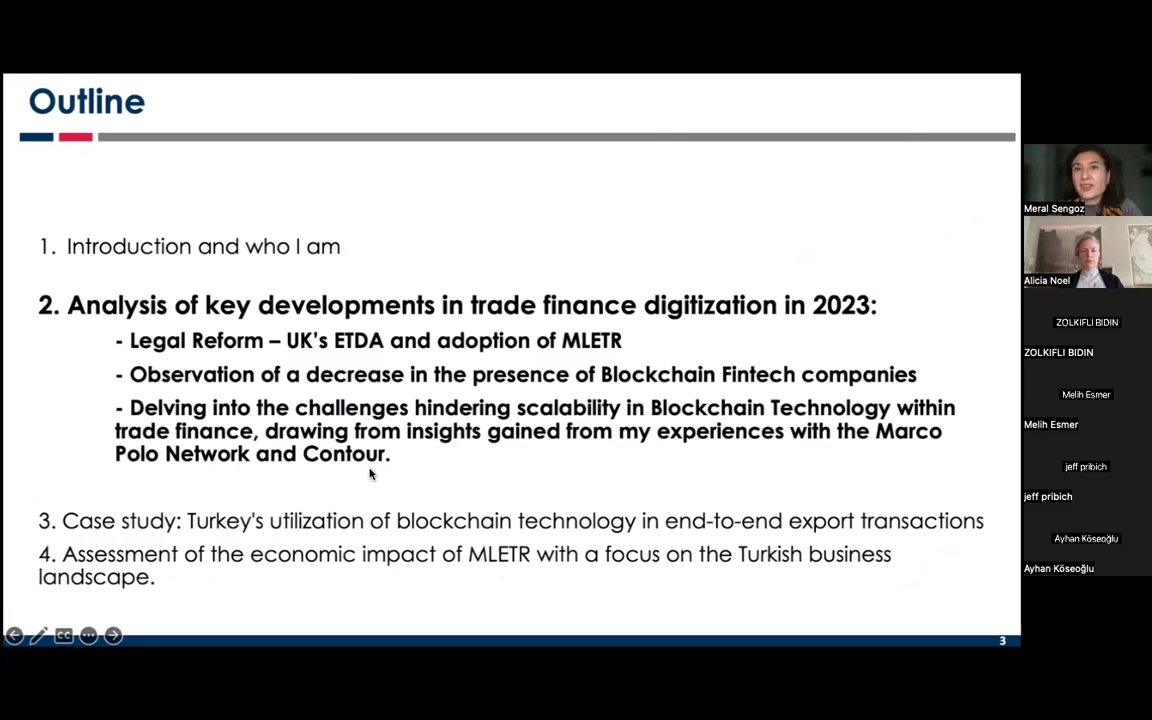 Outline
1. Introduction and who I am
2. Analysis of key developments in trade finance digitization in 2023:
- Legal Reform – UK's ETDA and adoption of MLETR
- Observation of a decrease in the presence of Blockchain Fintech companies
- Delving into the challenges hindering scalability in Blockchain Technology within
trade finance, drawing from insights gained from my experiences with the Marco
Polo Network and Contour.
3. Case study: Turkey's utilization of blockchain technology in end-to-end export transactions
4. Assessment of the economic impact of MLETR with a focus on the Turkish business
landscape.
CC
3
Meral Sengoz
Alicia Noel
ZOLKIFLI BIDIN
ZOLKIFLI BIDIN
Melih Esmer
Melih Esmer
jeff pribich
jeff pribich
Ayhan Köseoğlu
Ayhan Köseoğlu